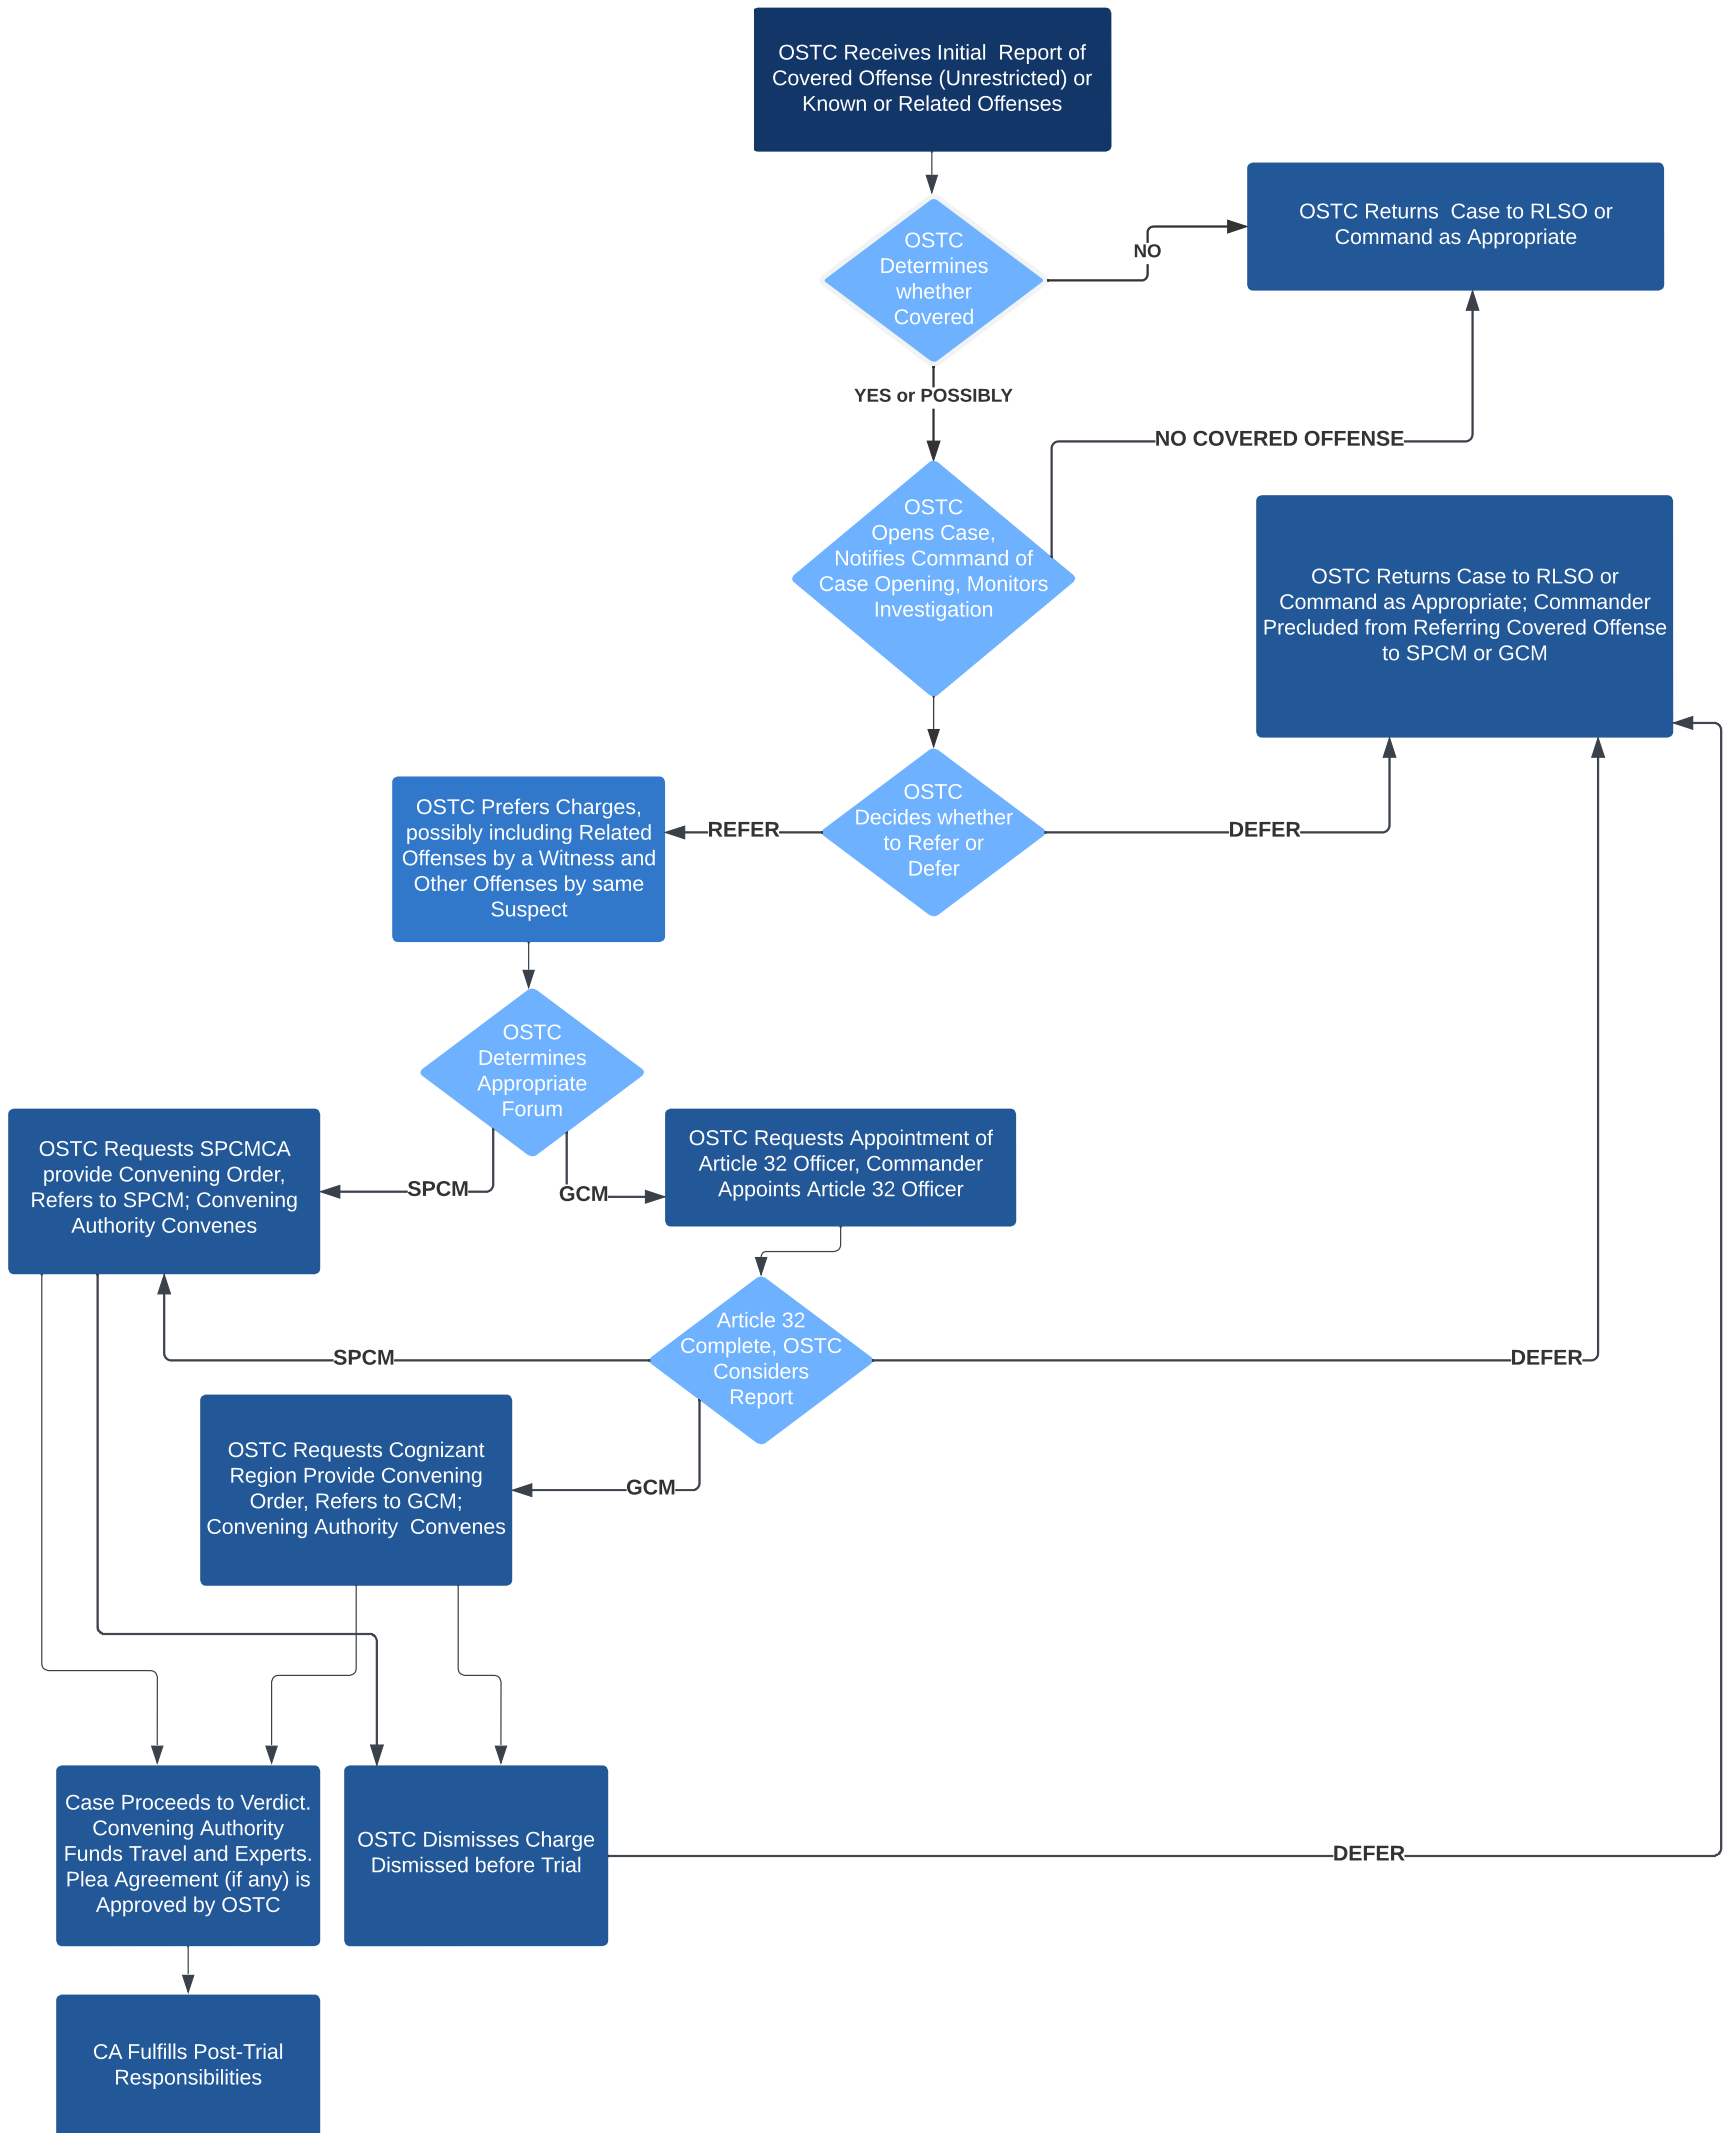 OSTC Receives Initial  Report of
Covered Offense (Unrestricted) or
Known or Related Offenses
OSTC Returns  Case to RLSO or
Command as Appropriate
OSTC
Determines
whether
Covered
NO
YES or POSSIBLY
NO COVERED OFFENSE
OSTC
Opens Case,
Notifies Command of
Case Opening, Monitors
Investigation
OSTC Returns Case to RLSO or
Command as Appropriate; Commander
Precluded from Referring Covered Offense
to SPCM or GCM
OSTC
Decides whether
to Refer or
Defer
REFER
DEFER
OSTC Prefers Charges,
possibly including Related
Offenses by a Witness and
Other Offenses by same
Suspect
OSTC
Determines
Appropriate
Forum
SPCM
GCM
OSTC Requests SPCMCA
provide Convening Order,
Refers to SPCM; Convening
Authority Convenes
OSTC Requests Appointment of
Article 32 Officer, Commander
Appoints Article 32 Officer
Article 32
Complete, OSTC
Considers
Report
SPCM
DEFER
GCM
OSTC Requests Cognizant
Region Provide Convening
Order, Refers to GCM;
Convening Authority  Convenes
Case Proceeds to Verdict.
Convening Authority
Funds Travel and Experts.
Plea Agreement (if any) is
Approved by OSTC
OSTC Dismisses Charge
Dismissed before Trial
DEFER
CA Fulfills Post-Trial
Responsibilities